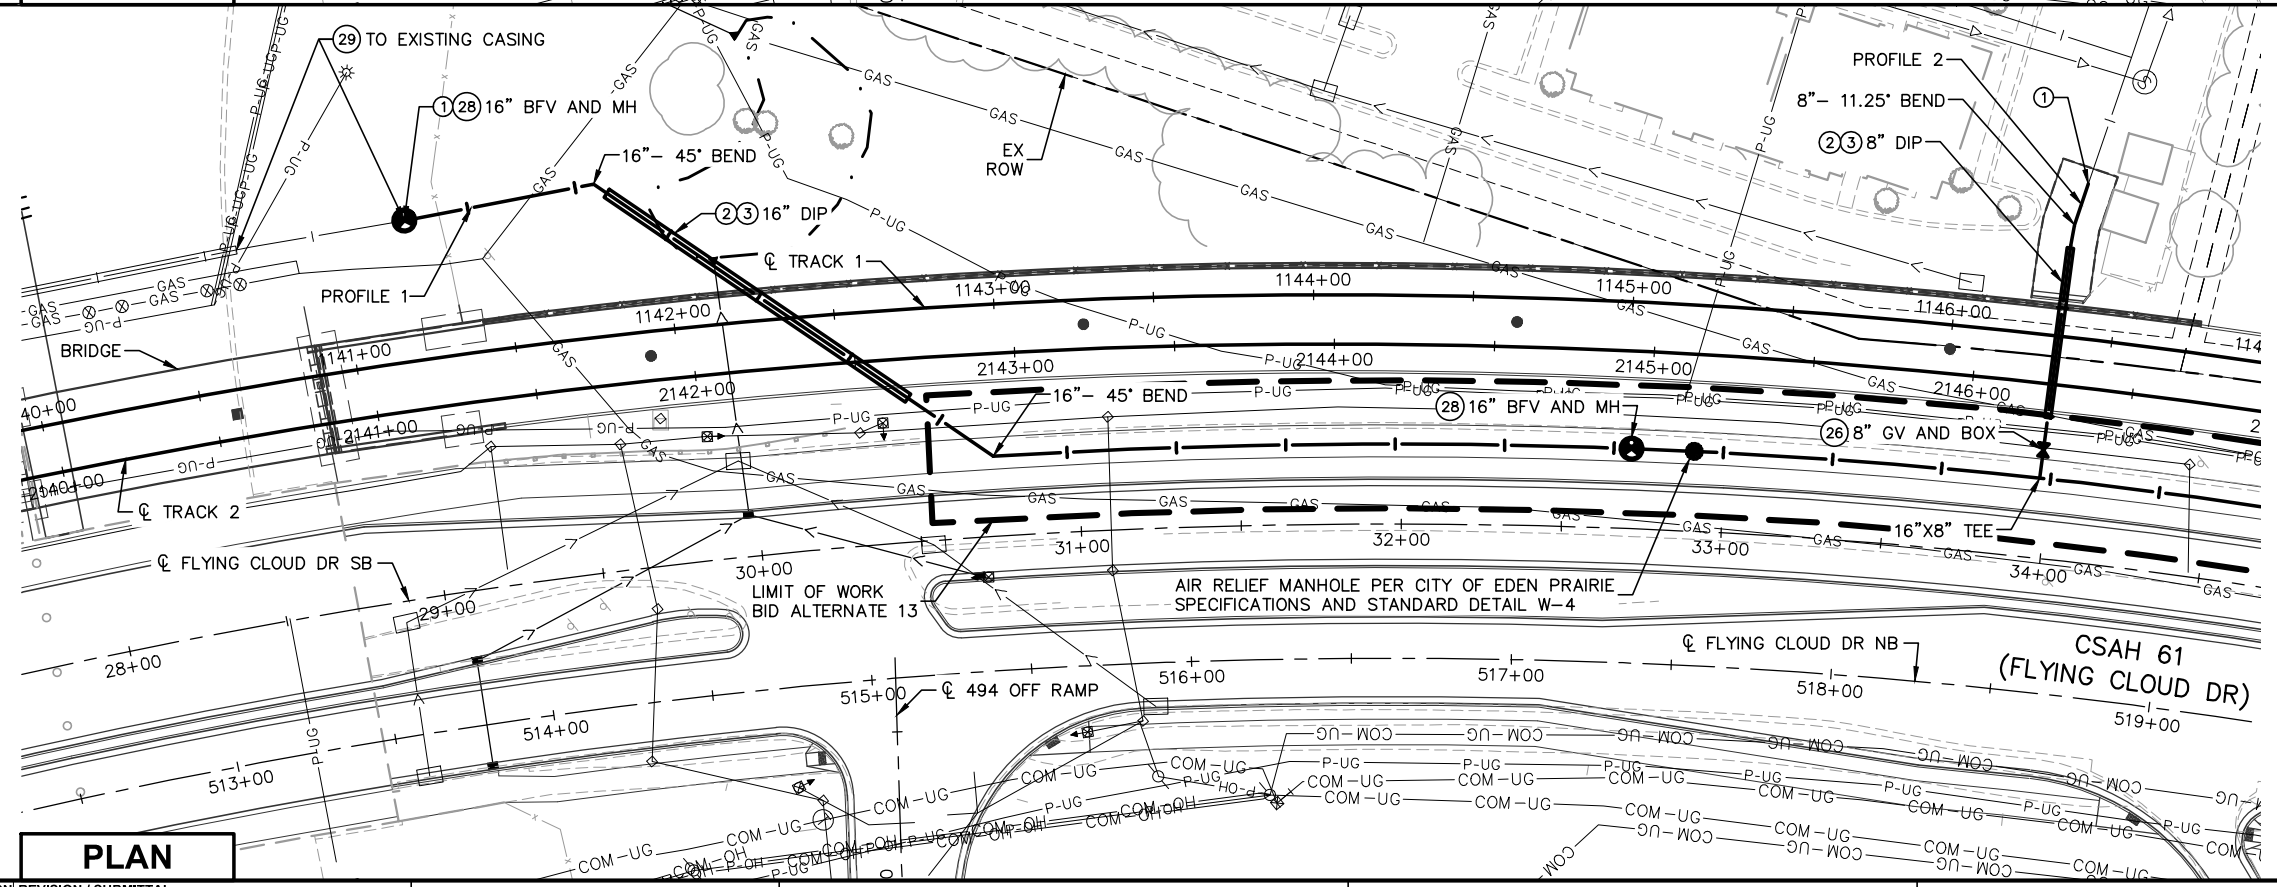 29 TO EXISTING CASING
1 28 16" BFV AND MH
16"- 45° BEND
2 3 16" DIP
℄ TRACK 1
PROFILE 1
BRIDGE
EX
ROW
PROFILE 2
8"- 11.25° BEND
1
2 3 8" DIP
GAS
P-UG
1142+00
1143+00
1144+00
1145+00
1146+00
2141+00
2142+00
2143+00
2144+00
2145+00
2146+00
16"- 45° BEND
28 16" BFV AND MH
26 8" GV AND BOX
16"X8" TEE
℄ TRACK 2
℄ FLYING CLOUD DR SB
28+00
29+00
30+00
31+00
32+00
33+00
34+00
LIMIT OF WORK
BID ALTERNATE 13
AIR RELIEF MANHOLE PER CITY OF EDEN PRAIRIE
SPECIFICATIONS AND STANDARD DETAIL W-4
℄ FLYING CLOUD DR NB
CSAH 61
(FLYING CLOUD DR)
℄ 494 OFF RAMP
513+00
514+00
515+00
516+00
517+00
518+00
519+00
COM-UG
COM-OH
P-OH
P-UG
PLAN